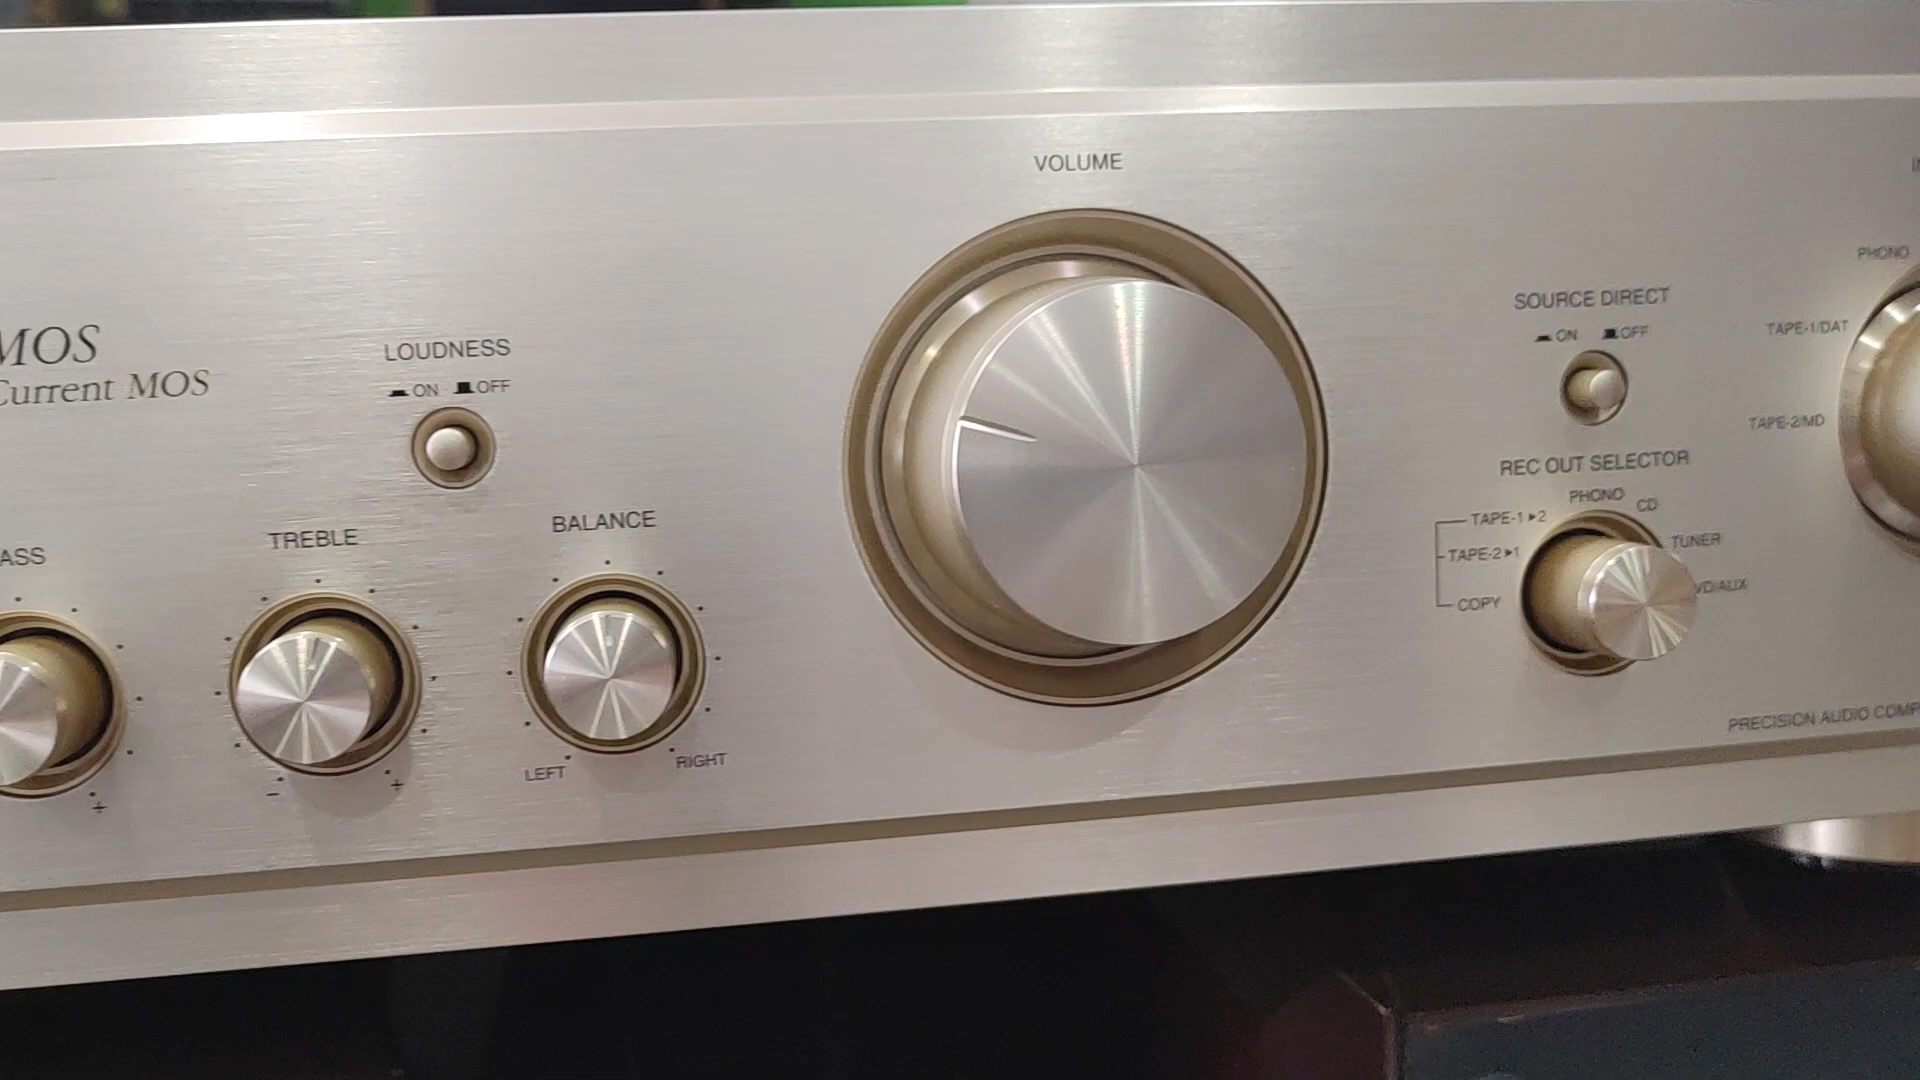 MOS
Current MOS
LOUDNESS
ON OFF
ASS
+
TREBLE
- +
BALANCE
LEFT RIGHT
VOLUME
SOURCE DIRECT
ON OFF
REC OUT SELECTOR
PHONO
CD
TUNER
VD/AUX
TAPE-1▸2
TAPE-2▸1
COPY
PHONO
TAPE-1/DAT
TAPE-2/MD
PRECISION AUDIO COMP